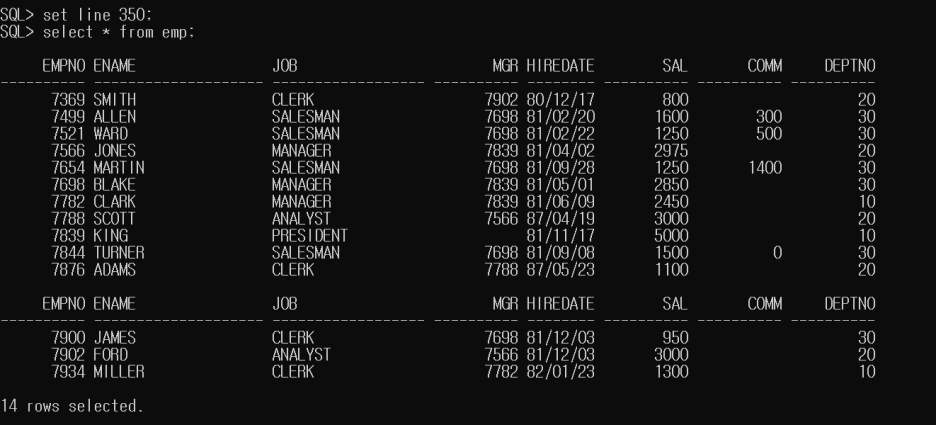 SQL> set line 350;
SQL> select * from emp;
EMPNO ENAME JOB MGR HIREDATE SAL COMM DEPTNO
---------- -------------------- -------------------- ---------- -------- ---------- ---------- ----------
7369 SMITH CLERK 7902 80/12/17 800 20
7499 ALLEN SALESMAN 7698 81/02/20 1600 300 30
7521 WARD SALESMAN 7698 81/02/22 1250 500 30
7566 JONES MANAGER 7839 81/04/02 2975 20
7654 MARTIN SALESMAN 7698 81/09/28 1250 1400 30
7698 BLAKE MANAGER 7839 81/05/01 2850 30
7782 CLARK MANAGER 7839 81/06/09 2450 10
7788 SCOTT ANALYST 7566 87/04/19 3000 20
7839 KING PRESIDENT 81/11/17 5000 10
7844 TURNER SALESMAN 7698 81/09/08 1500 0 30
7876 ADAMS CLERK 7788 87/05/23 1100 20
EMPNO ENAME JOB MGR HIREDATE SAL COMM DEPTNO
---------- -------------------- -------------------- ---------- -------- ---------- ---------- ----------
7900 JAMES CLERK 7698 81/12/03 950 30
7902 FORD ANALYST 7566 81/12/03 3000 20
7934 MILLER CLERK 7782 82/01/23 1300 10
14 rows selected.